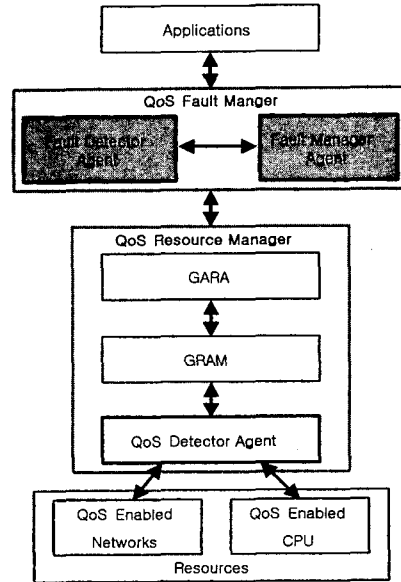 Applications
QoS Fault Manger
Fault Detector
Agent
Fault Manager
Agent
QoS Resource Manager
GARA
GRAM
QoS Detector Agent
QoS Enabled
Networks
QoS Enabled
CPU
Resources